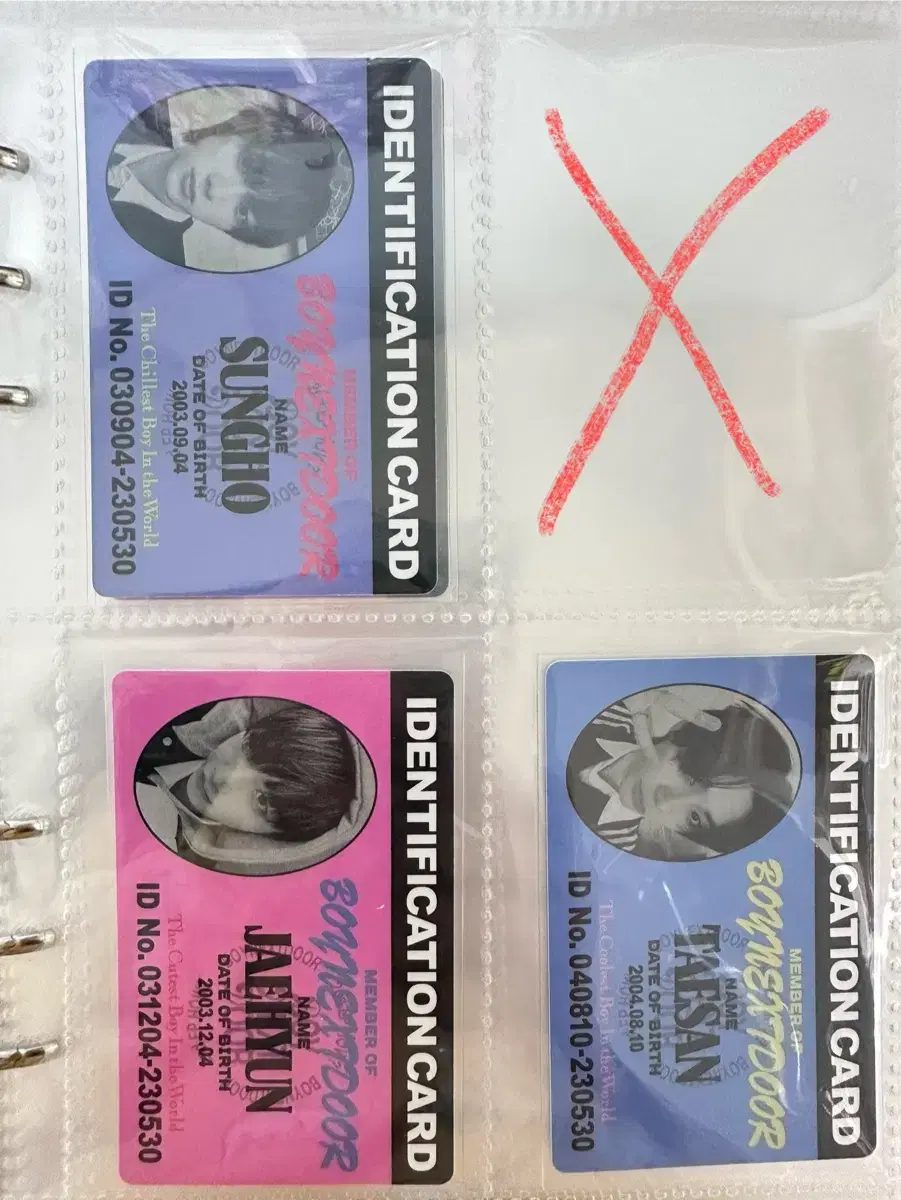 IDENTIFICATION CARD
MEMBER OF
BOYNEXTDOOR
NAME
SUNGHO
DATE OF BIRTH
2003.09.04
The Chillest Boy In the World
ID No. 030904-230530
IDENTIFICATION CARD
MEMBER OF
BOYNEXTDOOR
NAME
JAEHYUN
DATE OF BIRTH
2003.12.04
The Cutest Boy In the World
ID No. 031204-230530
IDENTIFICATION CARD
MEMBER OF
BOYNEXTDOOR
NAME
TAESAN
DATE OF BIRTH
2004.08.10
The Coolest Boy In the World
ID No. 040810-230530